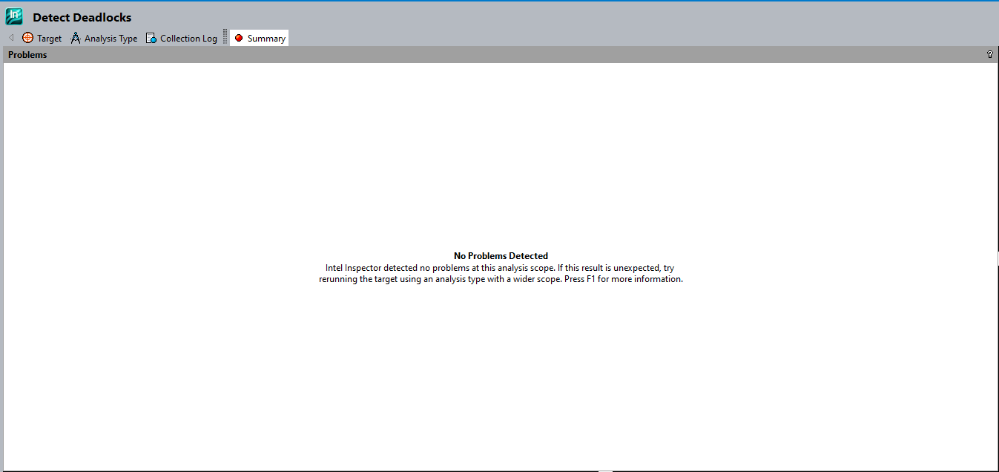 In
Detect Deadlocks
Target Analysis Type Collection Log Summary
Problems ?
No Problems Detected
Intel Inspector detected no problems at this analysis scope. If this result is unexpected, try
rerunning the target using an analysis type with a wider scope. Press F1 for more information.